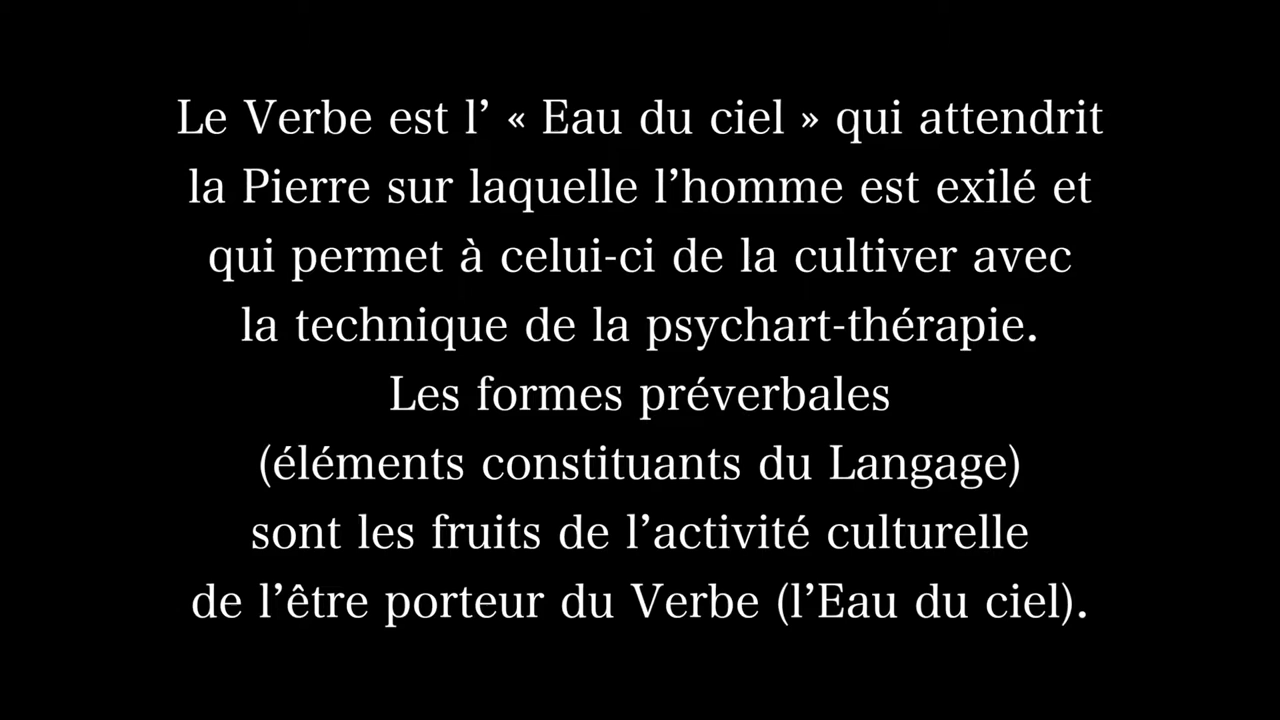 Le Verbe est l’ « Eau du ciel » qui attendrit
la Pierre sur laquelle l’homme est exilé et
qui permet à celui-ci de la cultiver avec
la technique de la psychart-thérapie.
Les formes préverbales
(éléments constituants du Langage)
sont les fruits de l’activité culturelle
de l’être porteur du Verbe (l’Eau du ciel).